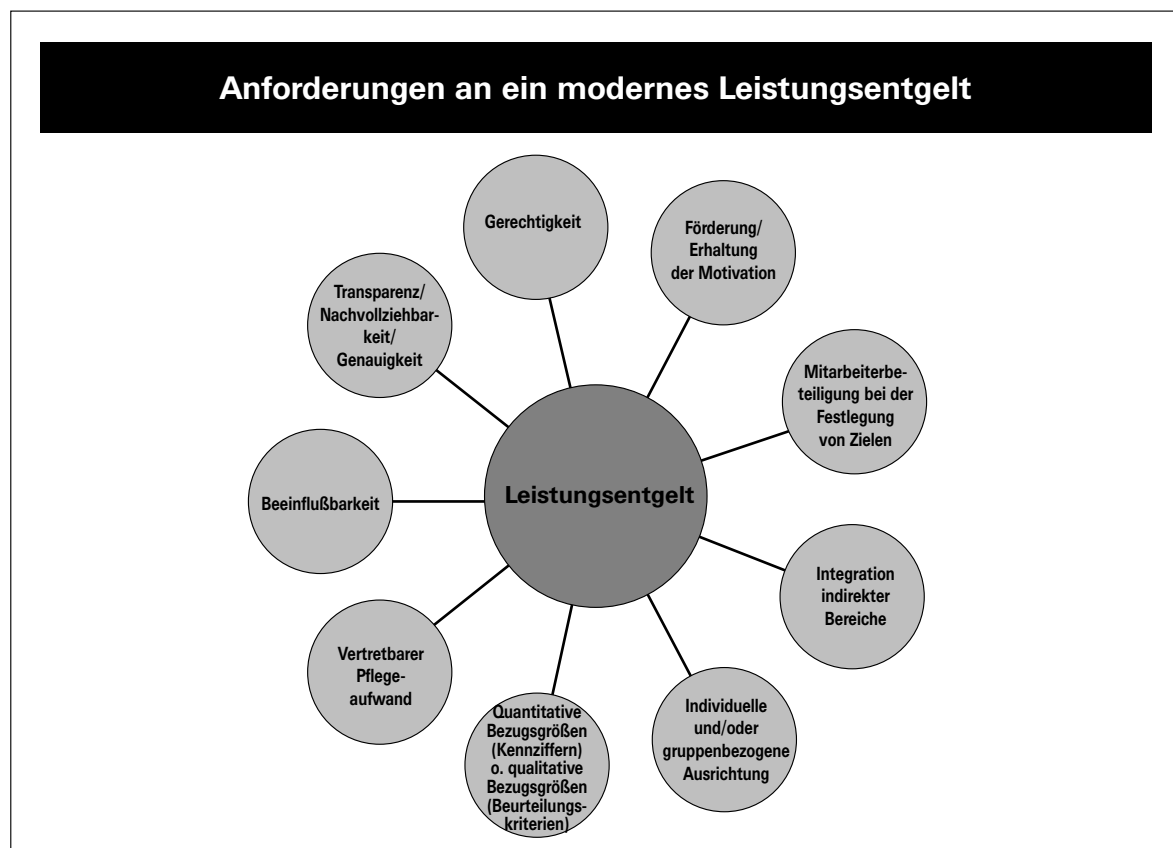 Anforderungen an ein modernes Leistungsentgelt
Gerechtigkeit
Förderung/
Erhaltung
der Motivation
Transparenz/
Nachvollziehbar-
keit/
Genauigkeit
Mitarbeiterbe-
teiligung bei der
Festlegung
von Zielen
Beeinflußbarkeit
Leistungsentgelt
Integration
indirekter
Bereiche
Vertretbarer
Pflege-
aufwand
Quantitative
Bezugsgrößen
(Kennziffern)
o. qualitative
Bezugsgrößen
(Beurteilungs-
kriterien)
Individuelle
und/oder
gruppenbezogene
Ausrichtung